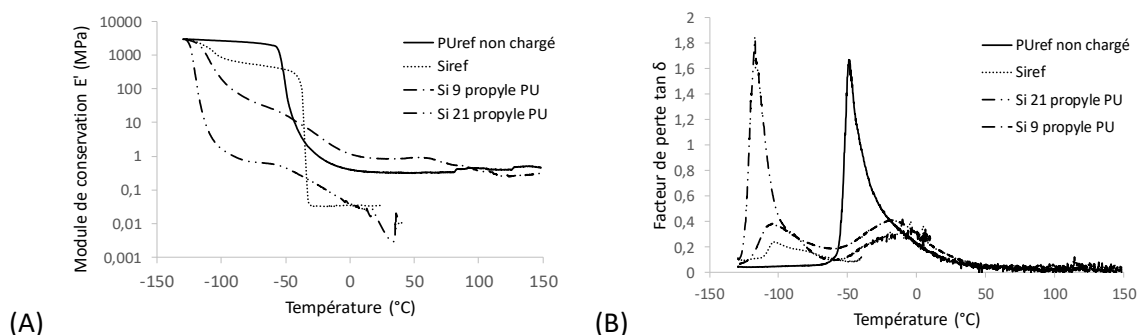 Module de conservation E' (MPa)
10000
1000
100
10
1
0,1
0,01
0,001
-150
-100
-50
0
50
100
150
Température (°C)
PUref non chargé
Siref
Si 9 propyle PU
Si 21 propyle PU
(A)
Facteur de perte tan δ
2
1,8
1,6
1,4
1,2
1
0,8
0,6
0,4
0,2
0
-150
-100
-50
0
50
100
150
Température (°C)
PUref non chargé
Siref
Si 21 propyle PU
Si 9 propyle PU
(B)